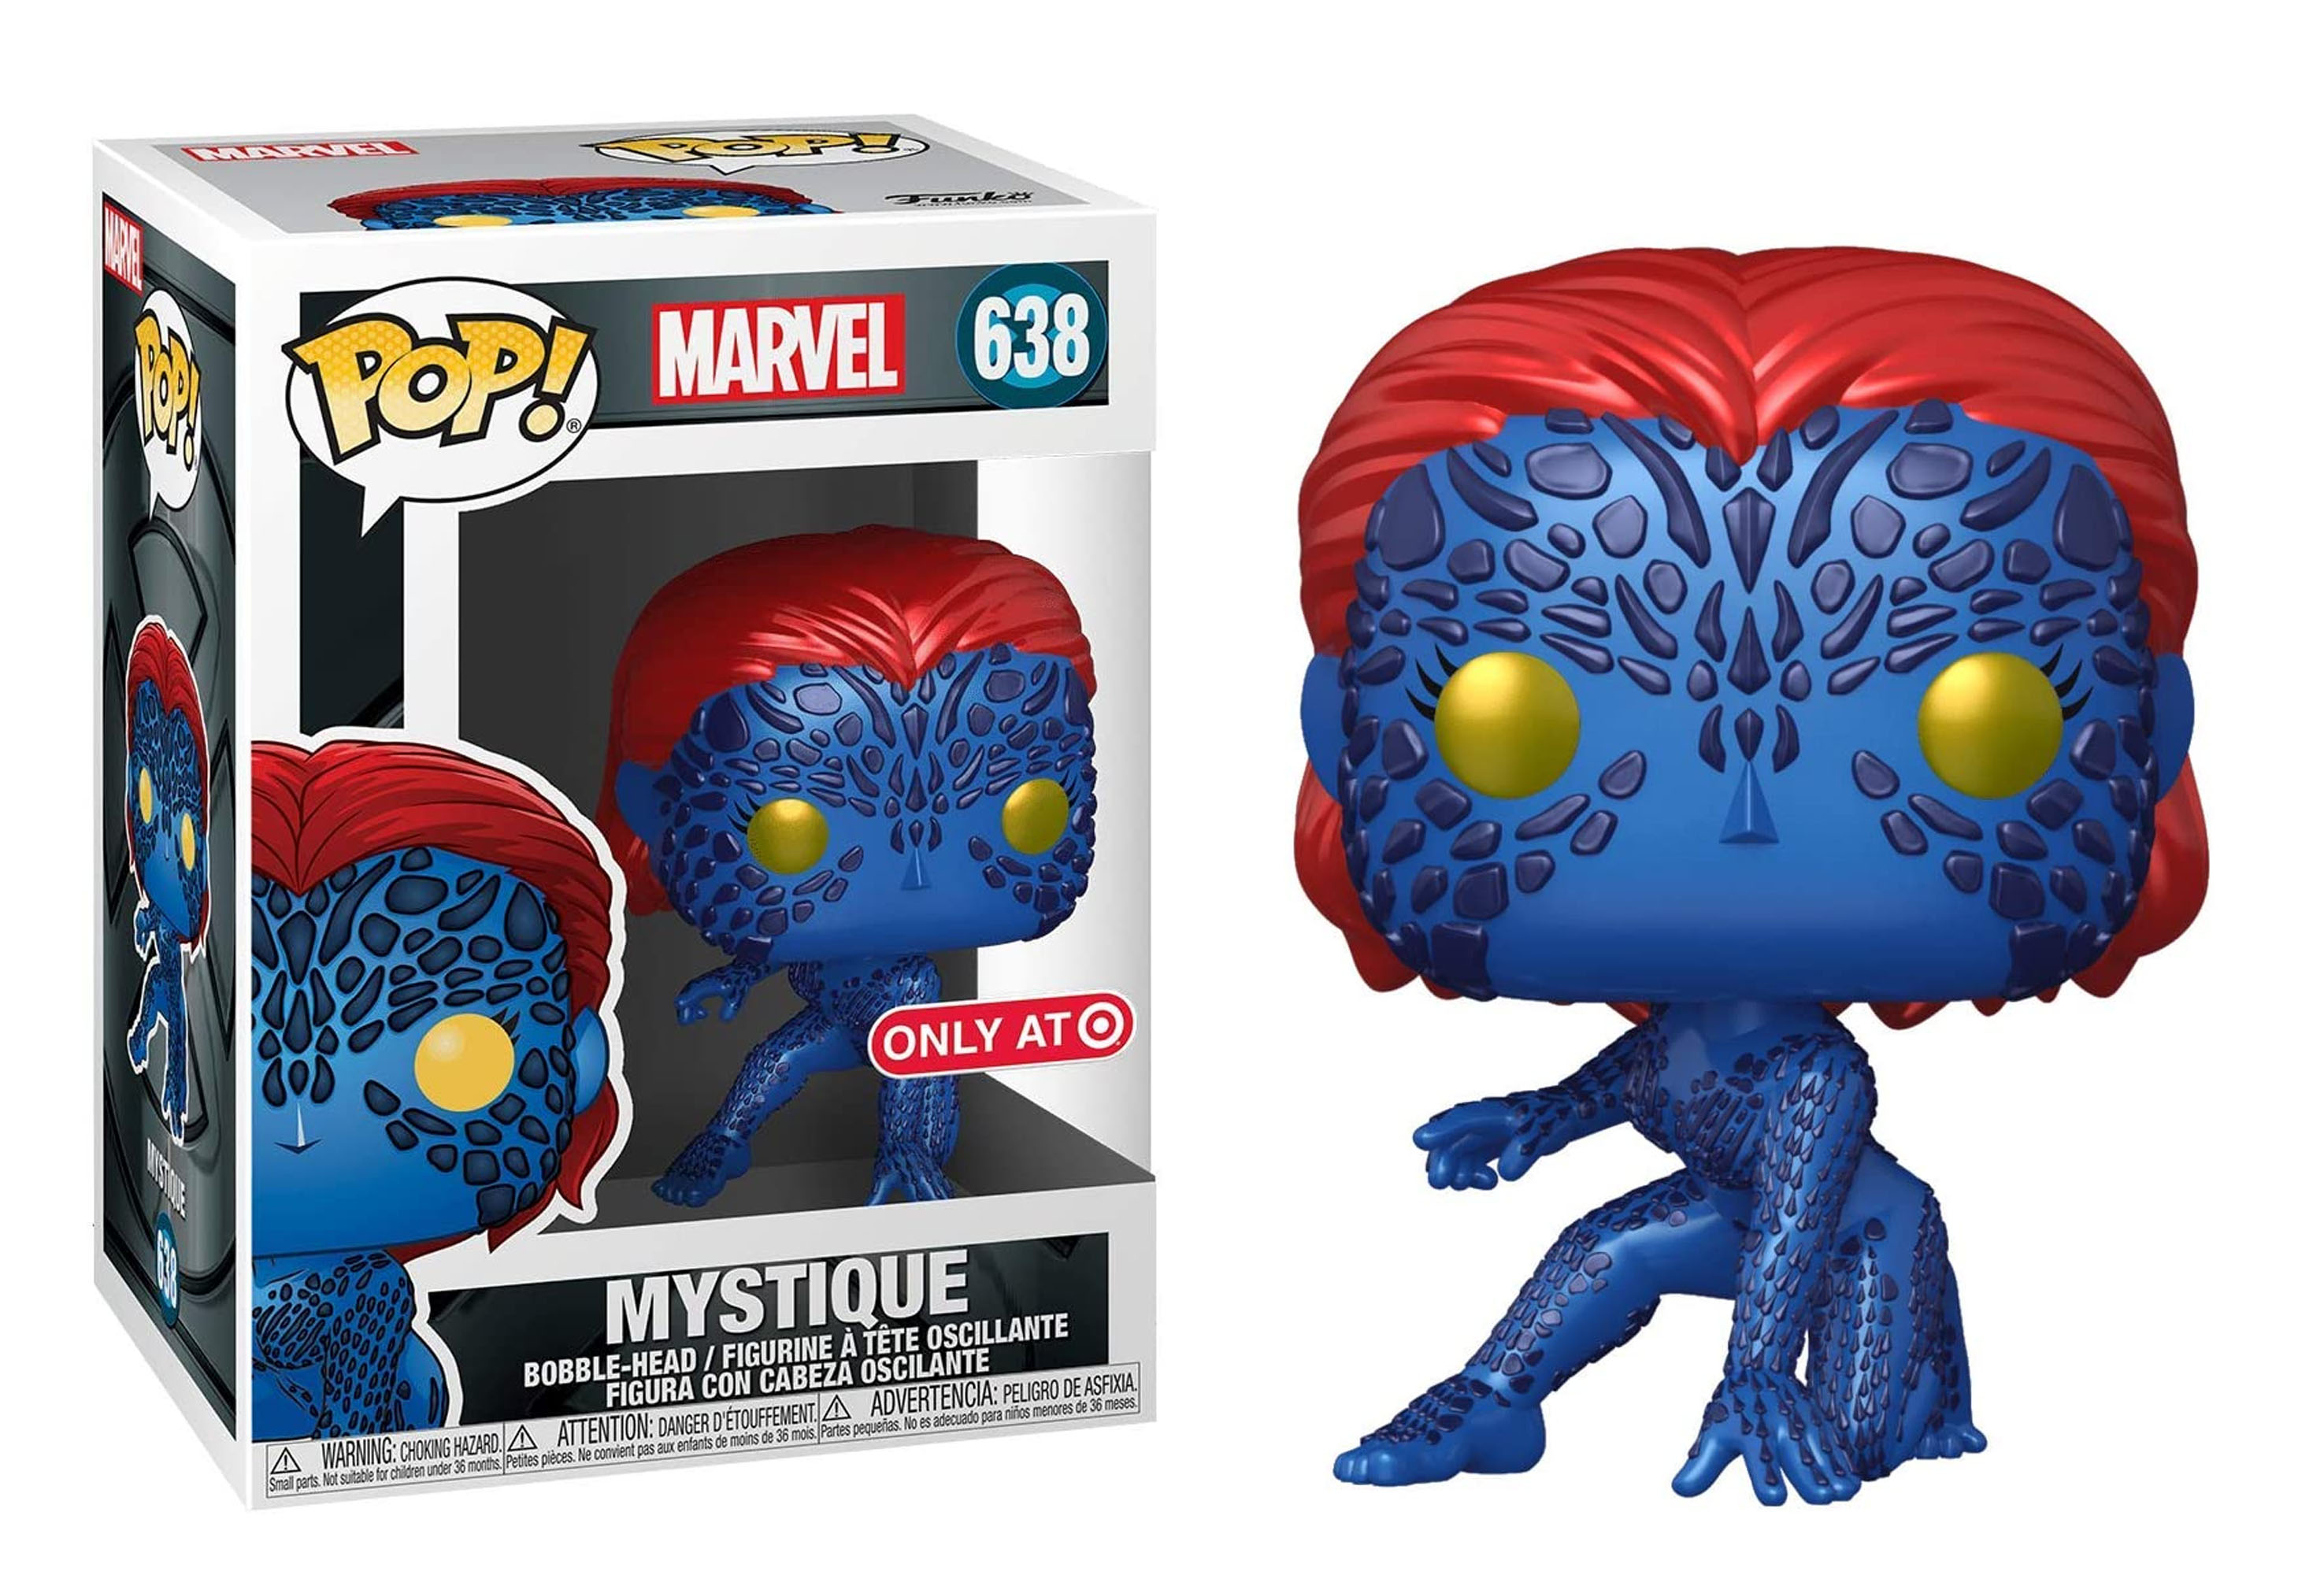 MARVEL
POP!
Funko
MARVEL
POP!
MYSTIQUE
638
POP!®
MARVEL
638
ONLY AT
MYSTIQUE
BOBBLE-HEAD / FIGURINE À TÊTE OSCILLANTE
FIGURA CON CABEZA OSCILANTE
WARNING: CHOKING HAZARD.
Small parts. Not suitable for children under 36 months.
ATTENTION: DANGER D'ÉTOUFFEMENT.
Petites pièces. Ne convient pas aux enfants de moins de 36 mois.
ADVERTENCIA: PELIGRO DE ASFIXIA.
Partes pequeñas. No es adecuado para niños menores de 36 meses.